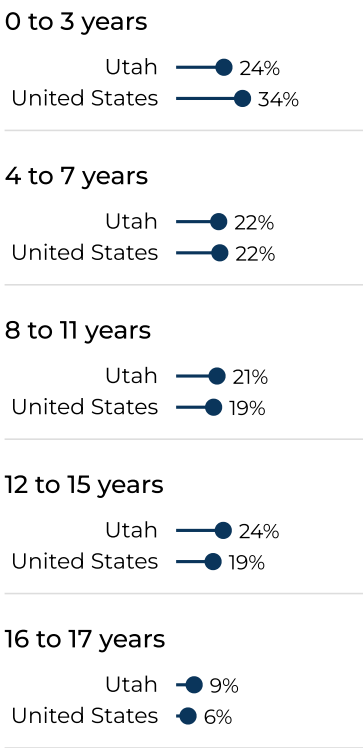 0 to 3 years
Utah 24%
United States 34%
4 to 7 years
Utah 22%
United States 22%
8 to 11 years
Utah 21%
United States 19%
12 to 15 years
Utah 24%
United States 19%
16 to 17 years
Utah 9%
United States 6%